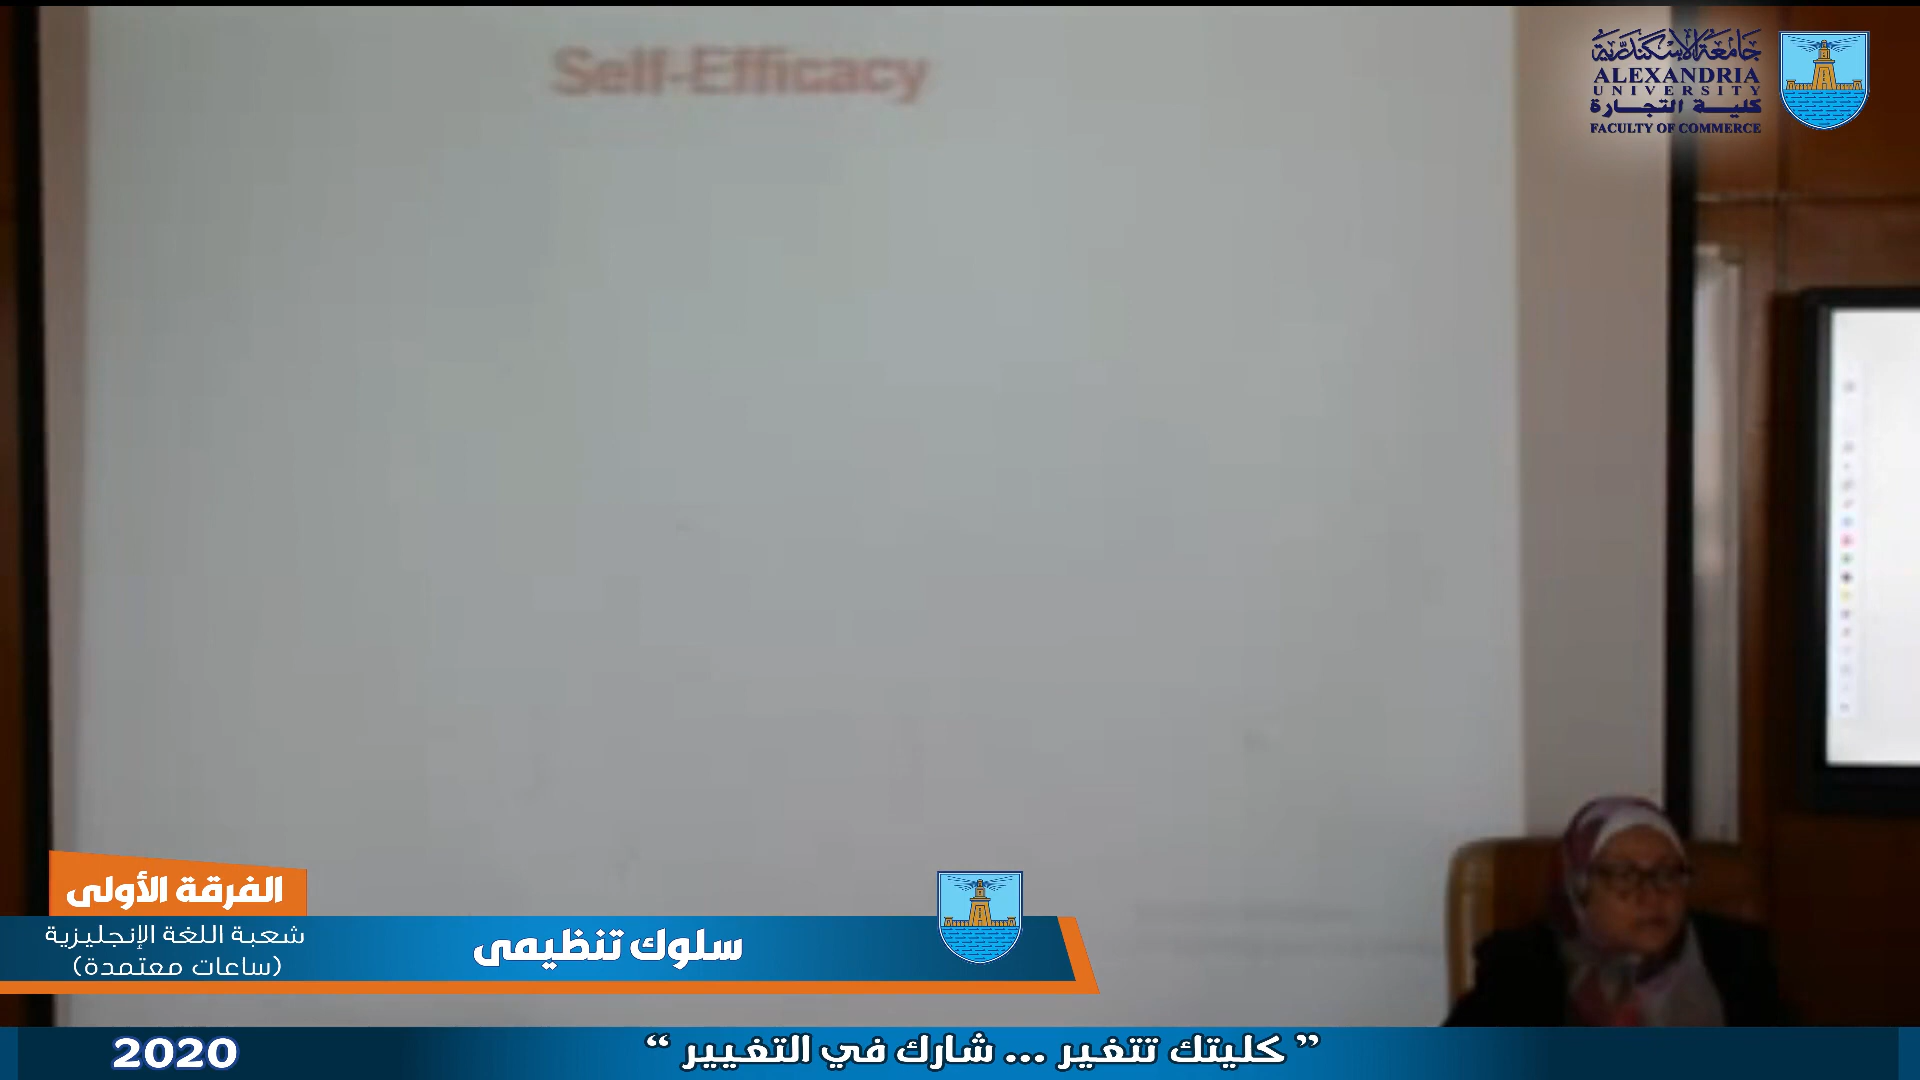 Self-Efficacy
جامعة الإسكندرية
ALEXANDRIA
UNIVERSITY
كلية التجارة
FACULTY OF COMMERCE
الفرقة الأولى
شعبة اللغة الإنجليزية
(ساعات معتمدة)
سلوك تنظيمى
2020
” كليتك تتغير ... شارك في التغيير “